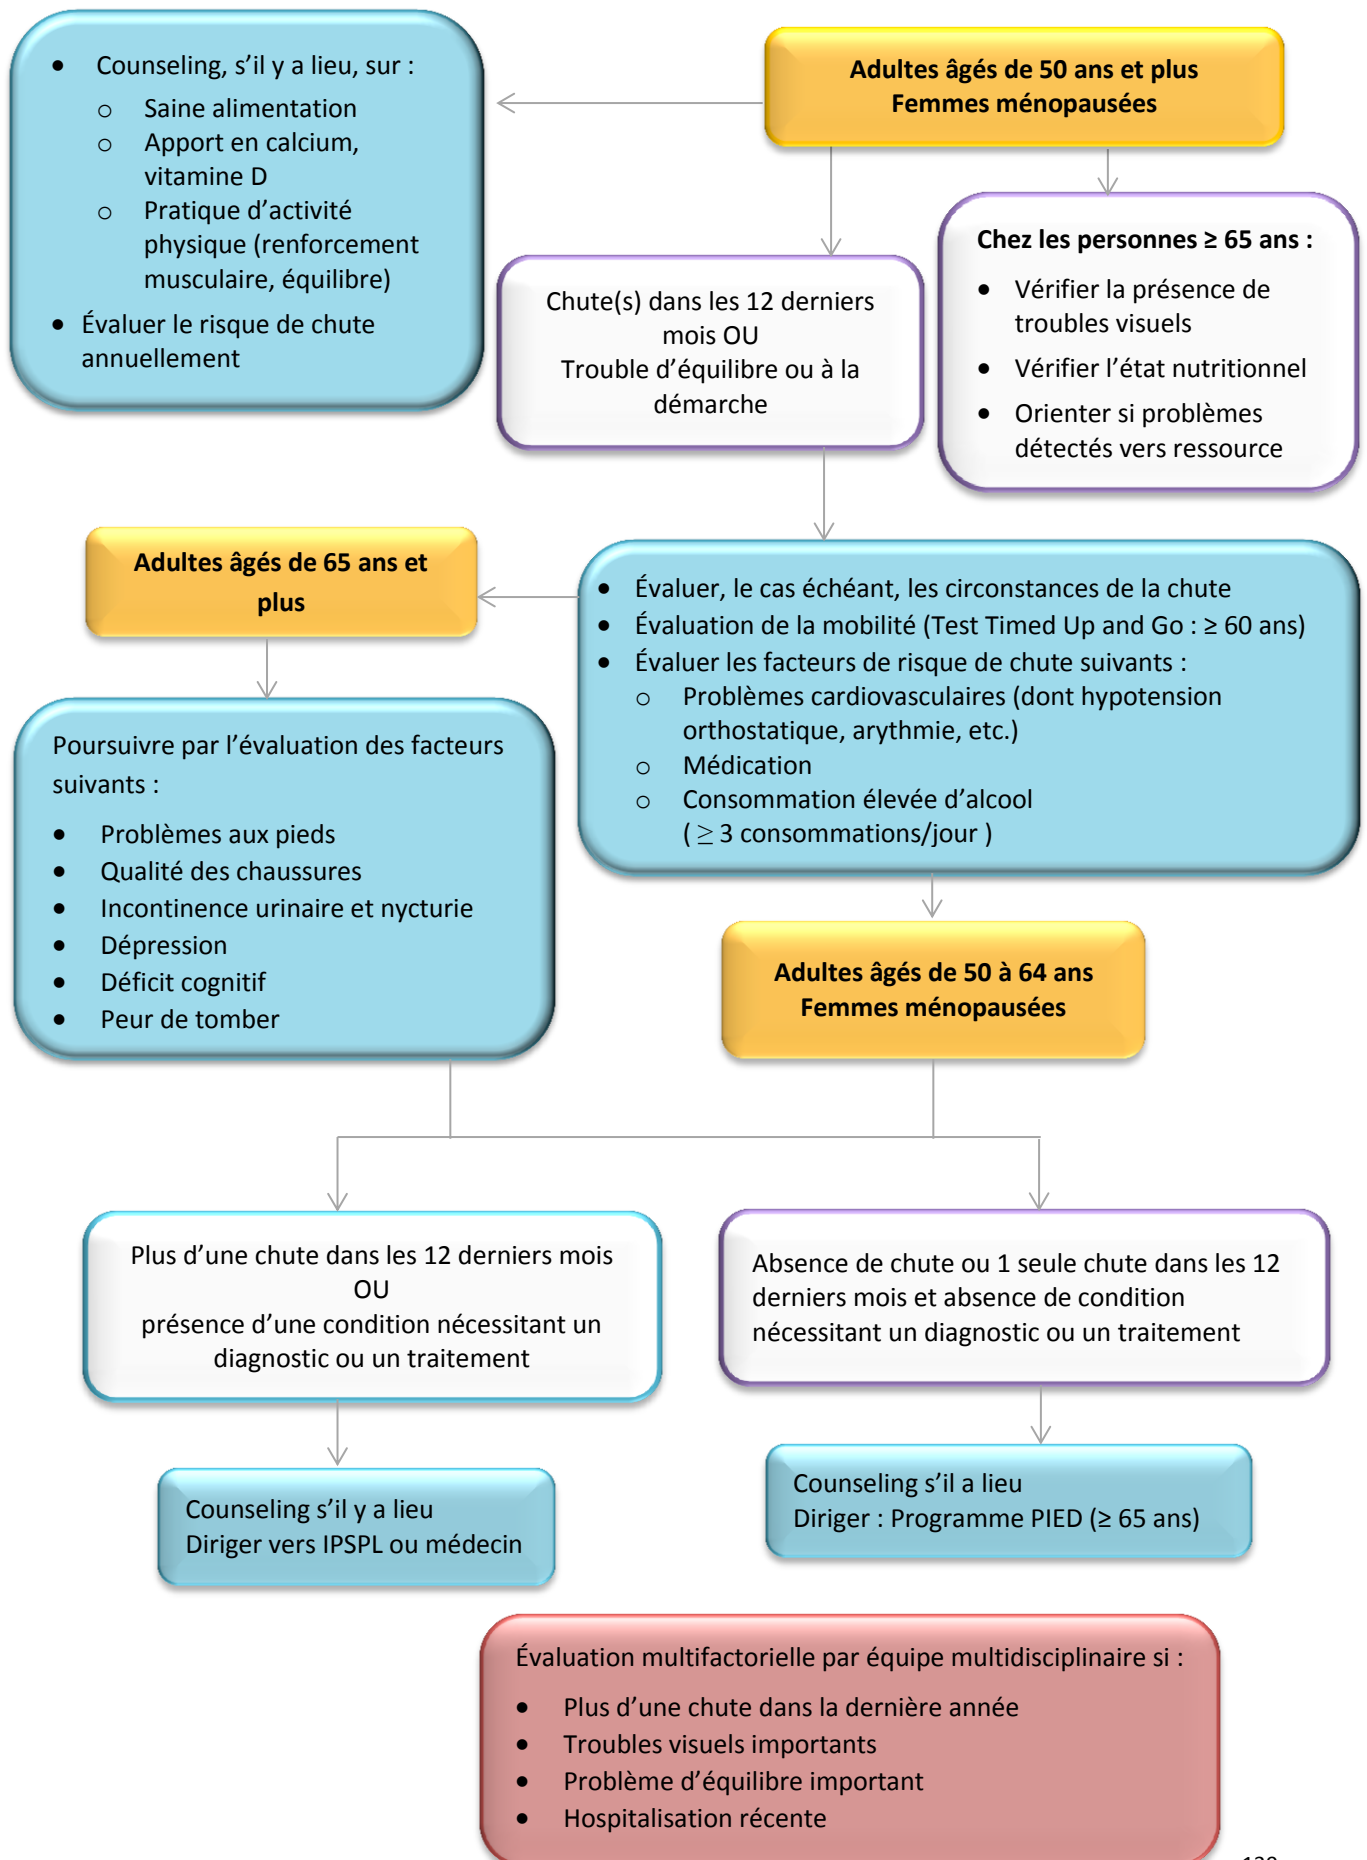 Adultes âgés de 50 ans et plus
Femmes ménopausées
• Counseling, s’il y a lieu, sur :
o Saine alimentation
o Apport en calcium,
vitamine D
o Pratique d’activité
physique (renforcement
musculaire, équilibre)
• Évaluer le risque de chute
annuellement
Chute(s) dans les 12 derniers
mois OU
Trouble d’équilibre ou à la
démarche
Chez les personnes ≥ 65 ans :
• Vérifier la présence de
troubles visuels
• Vérifier l’état nutritionnel
• Orienter si problèmes
détectés vers ressource
Adultes âgés de 65 ans et
plus
• Évaluer, le cas échéant, les circonstances de la chute
• Évaluation de la mobilité (Test Timed Up and Go : ≥ 60 ans)
• Évaluer les facteurs de risque de chute suivants :
o Problèmes cardiovasculaires (dont hypotension
orthostatique, arythmie, etc.)
o Médication
o Consommation élevée d’alcool
( ≥ 3 consommations/jour )
Poursuivre par l’évaluation des facteurs
suivants :
• Problèmes aux pieds
• Qualité des chaussures
• Incontinence urinaire et nycturie
• Dépression
• Déficit cognitif
• Peur de tomber
Adultes âgés de 50 à 64 ans
Femmes ménopausées
Plus d’une chute dans les 12 derniers mois
OU
présence d’une condition nécessitant un
diagnostic ou un traitement
Absence de chute ou 1 seule chute dans les 12
derniers mois et absence de condition
nécessitant un diagnostic ou un traitement
Counseling s’il y a lieu
Diriger vers IPSPL ou médecin
Counseling s’il a lieu
Diriger : Programme PIED (≥ 65 ans)
Évaluation multifactorielle par équipe multidisciplinaire si :
• Plus d’une chute dans la dernière année
• Troubles visuels importants
• Problème d’équilibre important
• Hospitalisation récente